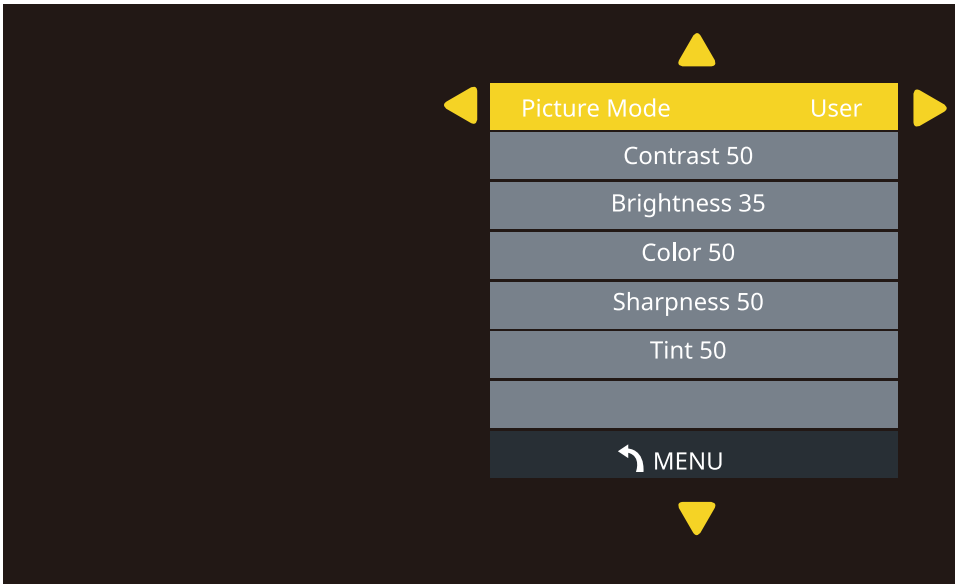 Picture Mode User
Contrast 50
Brightness 35
Color 50
Sharpness 50
Tint 50
MENU